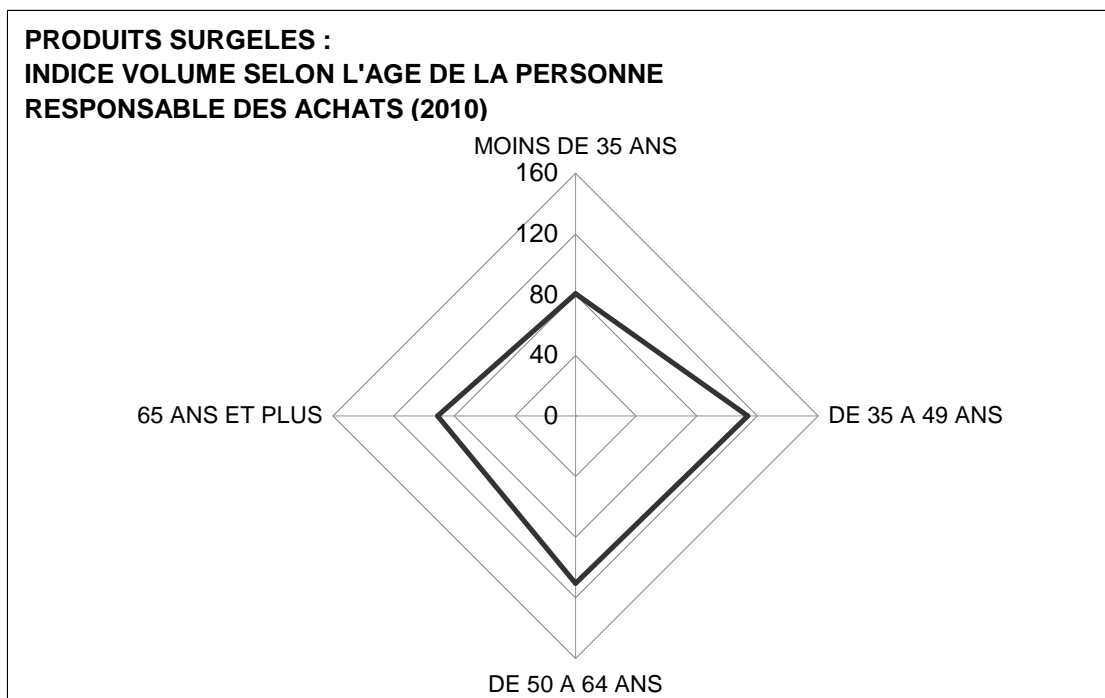 PRODUITS SURGELES :
INDICE VOLUME SELON L'AGE DE LA PERSONNE
RESPONSABLE DES ACHATS (2010)
MOINS DE 35 ANS
160
120
80
40
65 ANS ET PLUS
0
DE 35 A 49 ANS
DE 50 A 64 ANS